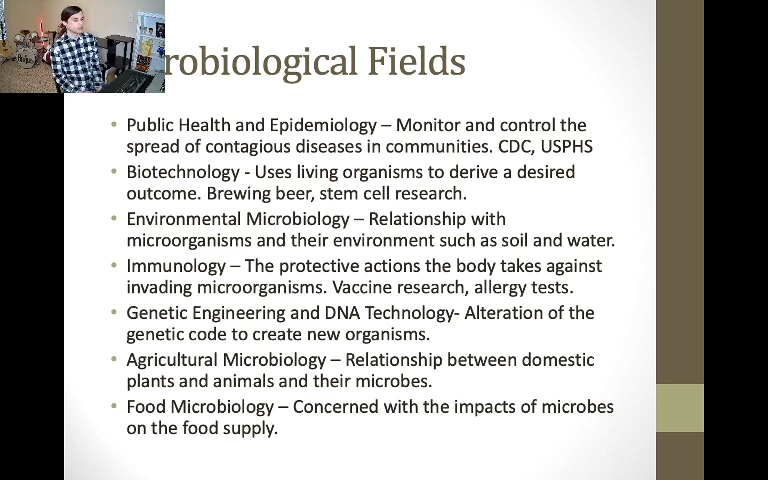 robiological Fields
• Public Health and Epidemiology – Monitor and control the
spread of contagious diseases in communities. CDC, USPHS
• Biotechnology - Uses living organisms to derive a desired
outcome. Brewing beer, stem cell research.
• Environmental Microbiology – Relationship with
microorganisms and their environment such as soil and water.
• Immunology – The protective actions the body takes against
invading microorganisms. Vaccine research, allergy tests.
• Genetic Engineering and DNA Technology- Alteration of the
genetic code to create new organisms.
• Agricultural Microbiology – Relationship between domestic
plants and animals and their microbes.
• Food Microbiology – Concerned with the impacts of microbes
on the food supply.